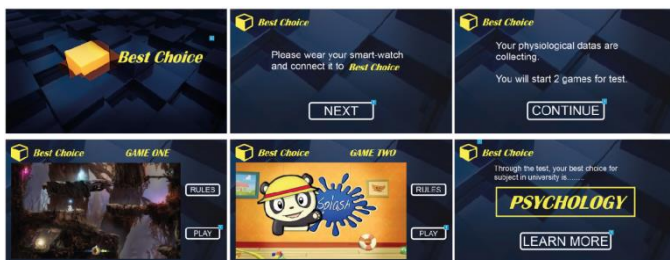 Best Choice
Best Choice
Please wear your smart-watch
and connect it to Best Choice
NEXT
Best Choice
Your physiological datas are
collecting.
You will start 2 games for test.
CONTINUE
Best Choice GAME ONE
RULES
PLAY
Best Choice GAME TWO
Splash
RULES
PLAY
Best Choice
Through the test, your best choice for
subject in university is.......
PSYCHOLOGY
LEARN MORE